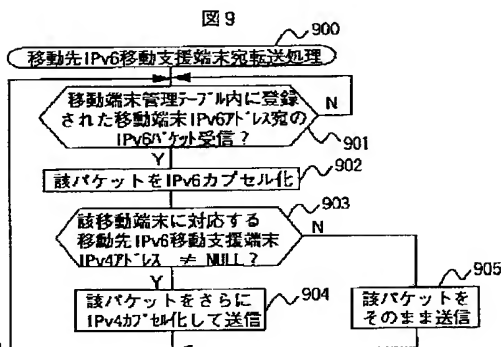 図9
900
移動先IPv6移動支援端末宛転送処理
移動端末管理テーブル内に登録
された移動端末IPv6アドレス宛の
IPv6パケット受信?
N
901
Y
902
該パケットをIPv6カプセル化
903
該移動端末に対応する
移動先IPv6移動支援端末
IPv4アドレス ≠ NULL?
N
Y
904
該パケットをさらに
IPv4カプセル化して送信
905
該パケットを
そのまま送信